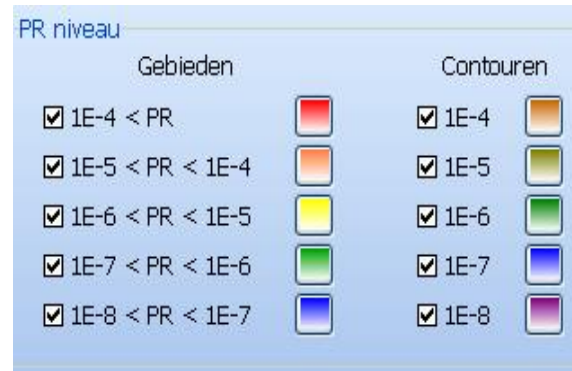 PR niveau
Gebieden Contouren
1E-4 < PR 1E-4
1E-5 < PR < 1E-4 1E-5
1E-6 < PR < 1E-5 1E-6
1E-7 < PR < 1E-6 1E-7
1E-8 < PR < 1E-7 1E-8